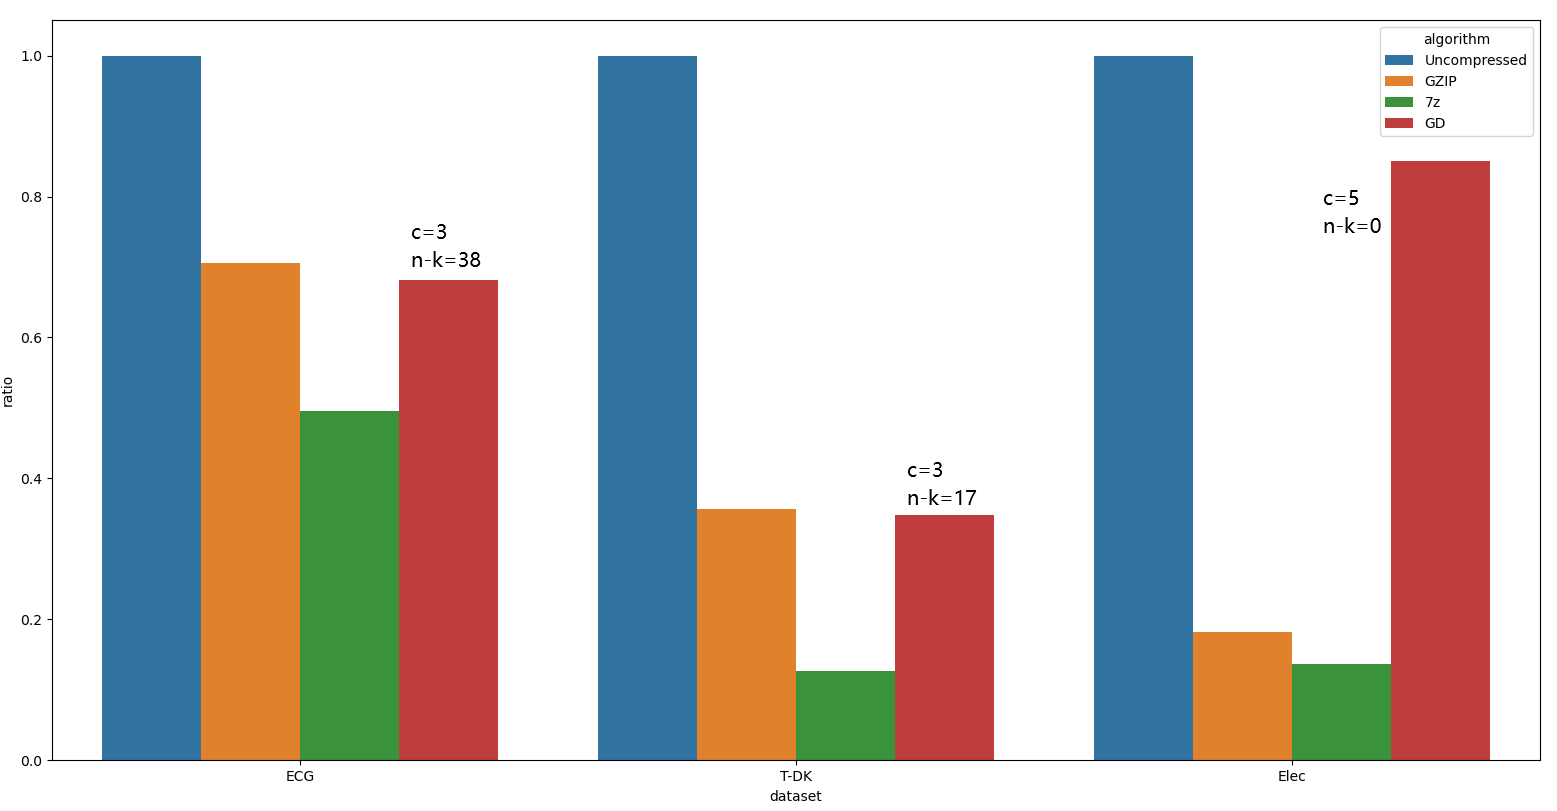 algorithm
Uncompressed
GZIP
7z
GD
1.0
0.8
0.6
0.4
0.2
0.0
ratio
c=3
n-k=38
c=3
n-k=17
c=5
n-k=0
ECG
T-DK
Elec
dataset